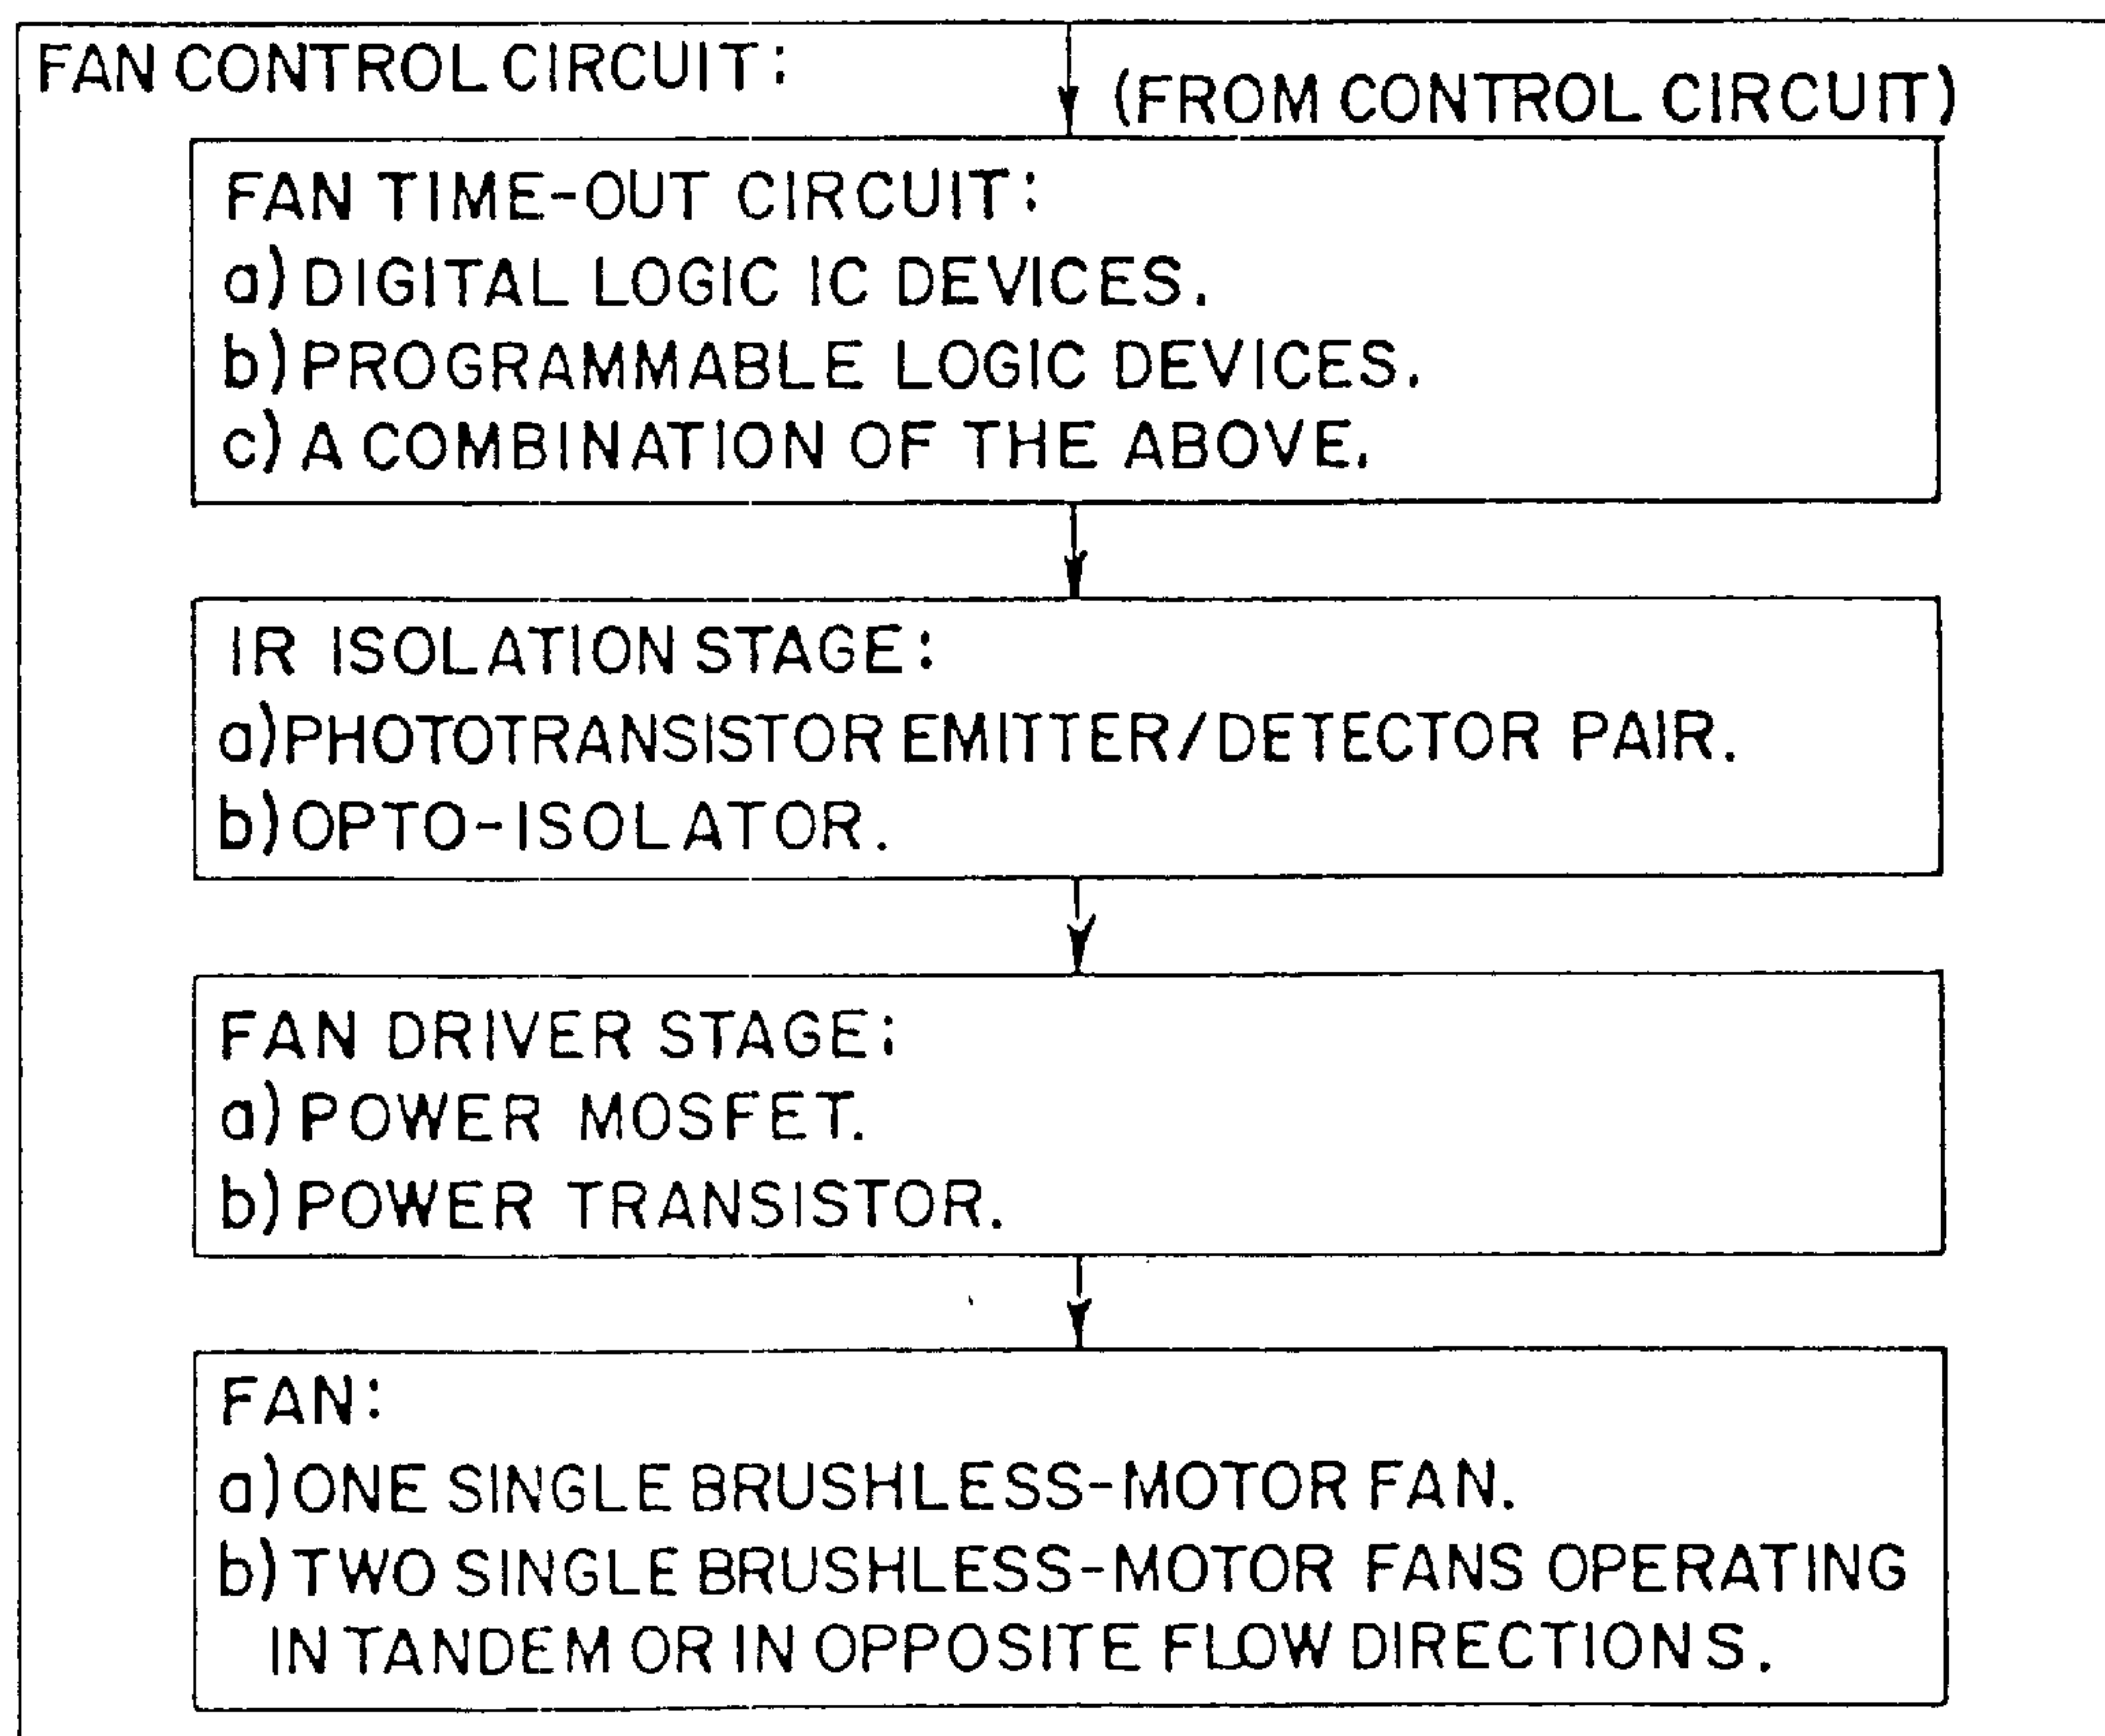 FAN CONTROL CIRCUIT:
(FROM CONTROL CIRCUIT)
FAN TIME-OUT CIRCUIT:
a) DIGITAL LOGIC IC DEVICES.
b) PROGRAMMABLE LOGIC DEVICES.
c) A COMBINATION OF THE ABOVE.
IR ISOLATION STAGE:
a) PHOTOTRANSISTOR EMITTER/DETECTOR PAIR.
b) OPTO-ISOLATOR.
FAN DRIVER STAGE:
a) POWER MOSFET.
b) POWER TRANSISTOR.
FAN:
a) ONE SINGLE BRUSHLESS-MOTOR FAN.
b) TWO SINGLE BRUSHLESS-MOTOR FANS OPERATING
IN TANDEM OR IN OPPOSITE FLOW DIRECTIONS.